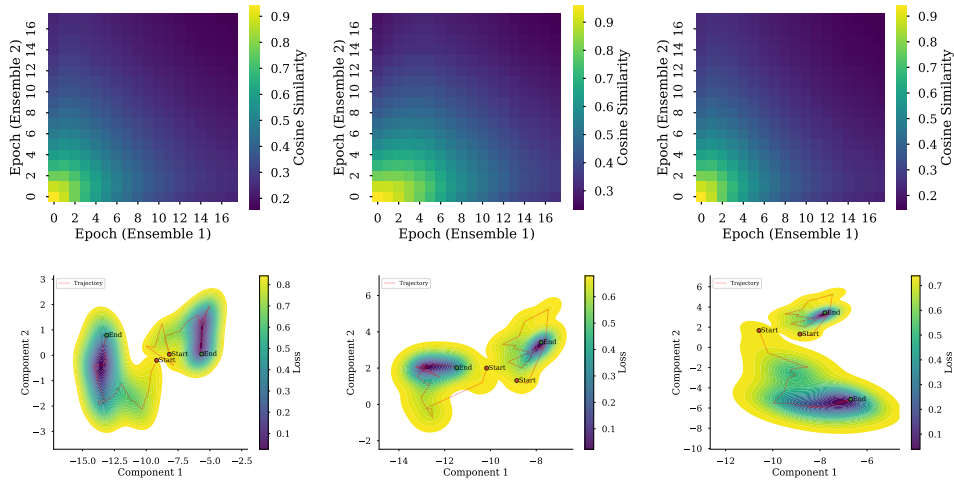 Epoch (Ensemble 2)
16
14
12
10
8
6
4
2
0
0 2 4 6 8 10 12 14 16
Epoch (Ensemble 1)
0.9
0.8
0.7
0.6
0.5
0.4
0.3
0.2
Cosine Similarity
Epoch (Ensemble 2)
16
14
12
10
8
6
4
2
0
0 2 4 6 8 10 12 14 16
Epoch (Ensemble 1)
0.9
0.8
0.7
0.6
0.5
0.4
0.3
Cosine Similarity
Epoch (Ensemble 2)
16
14
12
10
8
6
4
2
0
0 2 4 6 8 10 12 14 16
Epoch (Ensemble 1)
0.9
0.8
0.7
0.6
0.5
0.4
0.3
0.2
Cosine Similarity
Component 2
3
2
1
0
−1
−2
−3
Trajectory
End
Start
Start
End
−15.0 −12.5 −10.0 −7.5 −5.0 −2.5
Component 1
0.8
0.7
0.6
0.5
0.4
0.3
0.2
0.1
Loss
Component 2
6
4
2
0
−2
Trajectory
End
End
Start
Start
−14 −12 −10 −8
Component 1
0.6
0.5
0.4
0.3
0.2
0.1
Loss
Component 2
6
4
2
0
−2
−4
−6
−8
−10
Trajectory
End
Start
Start
End
−12 −10 −8 −6
Component 1
0.7
0.6
0.5
0.4
0.3
0.2
0.1
Loss